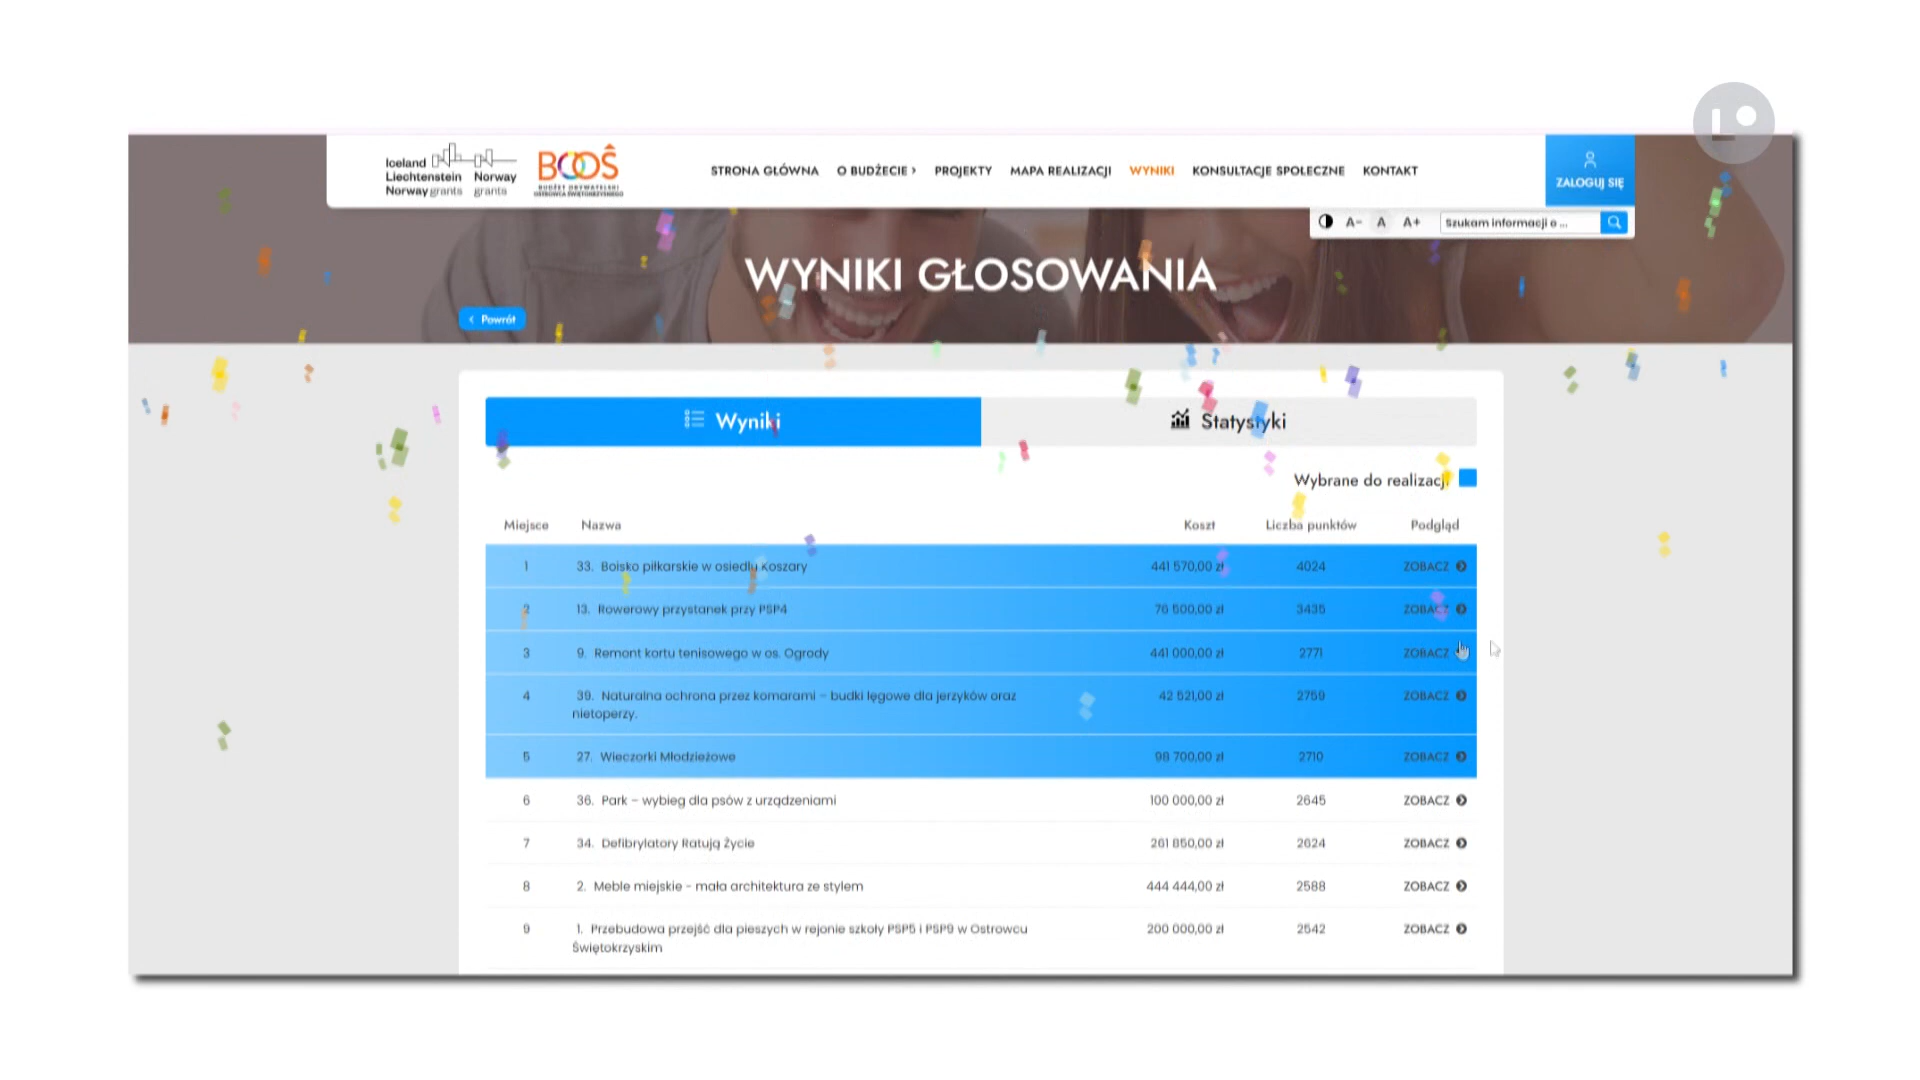 Iceland
Liechtenstein Norway
Norway grants grants
BOOŚ
BUDŻET OBYWATELSKI
OSTROWCA ŚWIĘTOKRZYSKIEGO
STRONA GŁÓWNA O BUDŻECIE PROJEKTY MAPA REALIZACJI WYNIKI KONSULTACJE SPOŁECZNE KONTAKT
ZALOGUJ SIĘ
A- A A+ Szukam informacji o ...
WYNIKI GŁOSOWANIA
Powrót
Wyniki Statystyki
Wybrane do realizacji
Miejsce Nazwa Koszt Liczba punktów Podgląd
1 33. Boisko piłkarskie w osiedlu Koszary 441 570,00 zł 4024 ZOBACZ
2 13. Rowerowy przystanek przy PSP4 76 500,00 zł 3435 ZOBACZ
3 9. Remont kortu tenisowego w os. Ogrody 441 000,00 zł 2771 ZOBACZ
4 39. Naturalna ochrona przez komarami – budki lęgowe dla jerzyków oraz 42 521,00 zł 2759 ZOBACZ
nietoperzy.
5 27. Wieczorki Młodzieżowe 98 700,00 zł 2710 ZOBACZ
6 36. Park – wybieg dla psów z urządzeniami 100 000,00 zł 2645 ZOBACZ
7 34. Defibrylatory Ratują Życie 261 850,00 zł 2624 ZOBACZ
8 2. Meble miejskie - mała architektura ze stylem 444 444,00 zł 2588 ZOBACZ
9 1. Przebudowa przejść dla pieszych w rejonie szkoły PSP5 i PSP9 w Ostrowcu 200 000,00 zł 2542 ZOBACZ
Świętokrzyskim